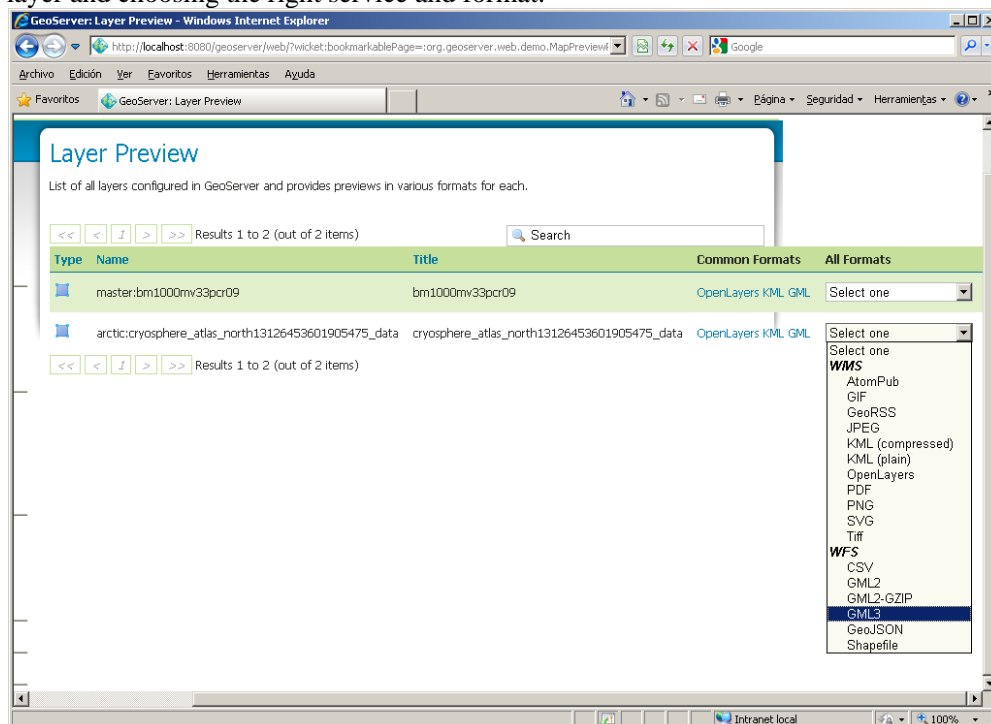 layer and choosing the right service and format.
GeoServer: Layer Preview - Windows Internet Explorer
http://localhost:8080/geoserver/web/?wicket:bookmarkablePage=:org.geoserver.web.demo.MapPreviewP
Google
Archivo Edición Ver Favoritos Herramientas Ayuda
Favoritos GeoServer: Layer Preview Página Seguridad Herramientas
Layer Preview
List of all layers configured in GeoServer and provides previews in various formats for each.
<< < 1 > >> Results 1 to 2 (out of 2 items) Search
Type Name Title Common Formats All Formats
master:bm1000mv33pcr09 bm1000mv33pcr09 OpenLayers KML GML Select one
arctic:cryosphere_atlas_north13126453601905475_data cryosphere_atlas_north13126453601905475_data OpenLayers KML GML Select one
<< < 1 > >> Results 1 to 2 (out of 2 items)
Select one
WMS
AtomPub
GIF
GeoRSS
JPEG
KML (compressed)
KML (plain)
OpenLayers
PDF
PNG
SVG
Tiff
WFS
CSV
GML2
GML2-GZIP
GML3
GeoJSON
Shapefile
Intranet local 100%